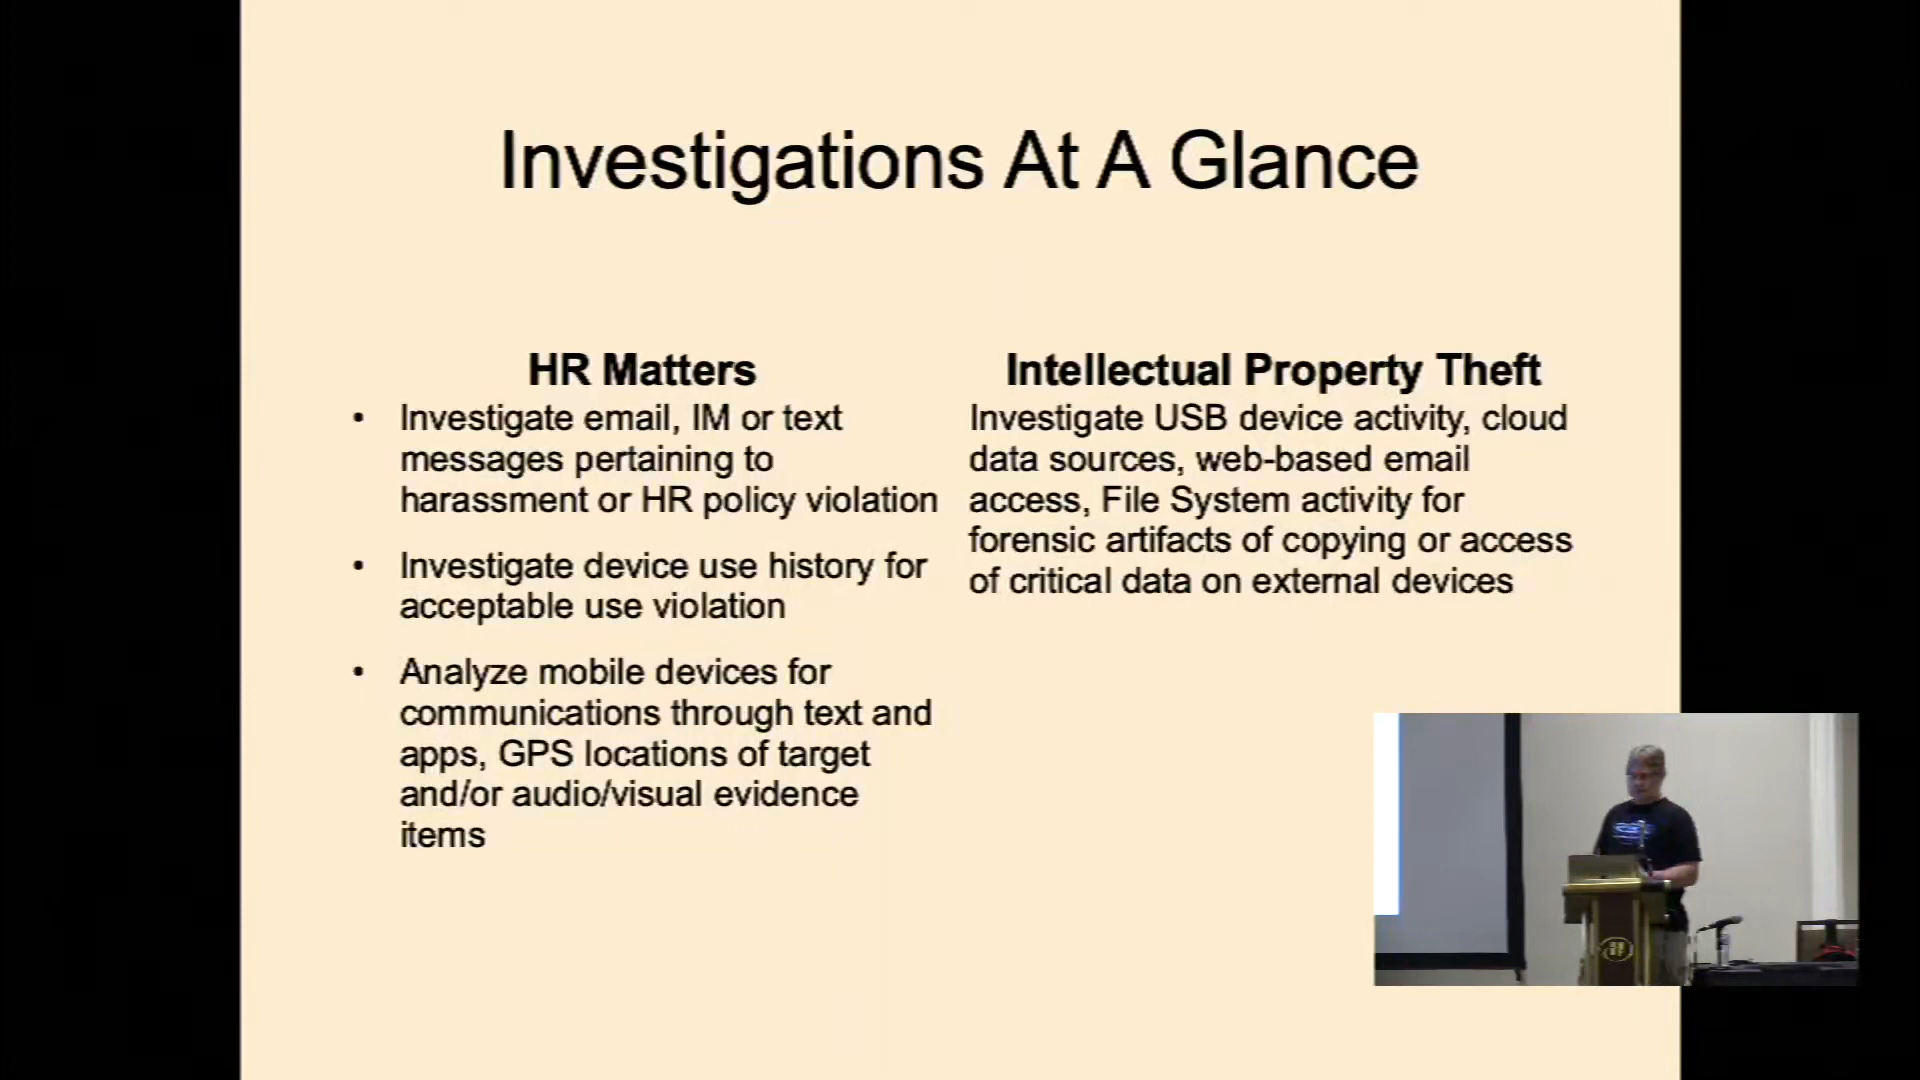 Investigations At A Glance
HR Matters
• Investigate email, IM or text
messages pertaining to
harassment or HR policy violation
• Investigate device use history for
acceptable use violation
• Analyze mobile devices for
communications through text and
apps, GPS locations of target
and/or audio/visual evidence
items
Intellectual Property Theft
Investigate USB device activity, cloud
data sources, web-based email
access, File System activity for
forensic artifacts of copying or access
of critical data on external devices